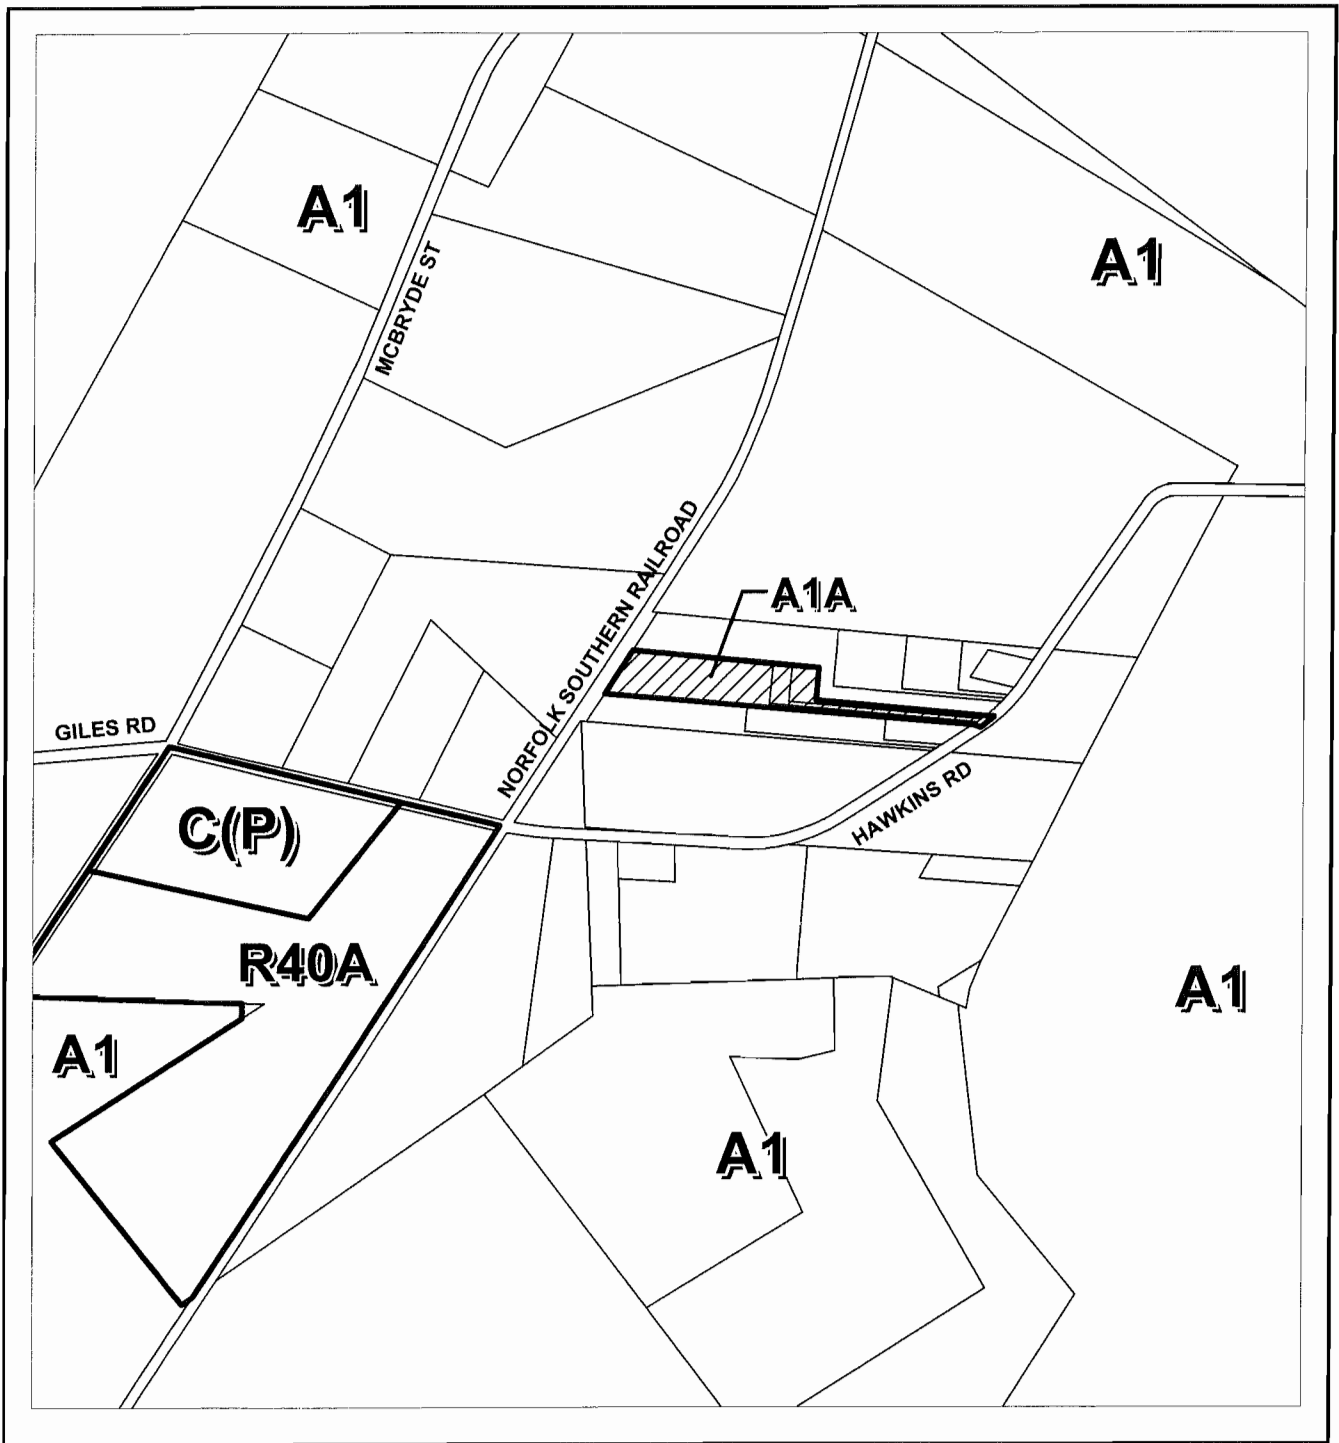 A1
A1
MCBRYDE ST
NORFOLK SOUTHERN RAILROAD
A1A
GILES RD
HAWKINS RD
C(P)
R40A
A1
A1
A1